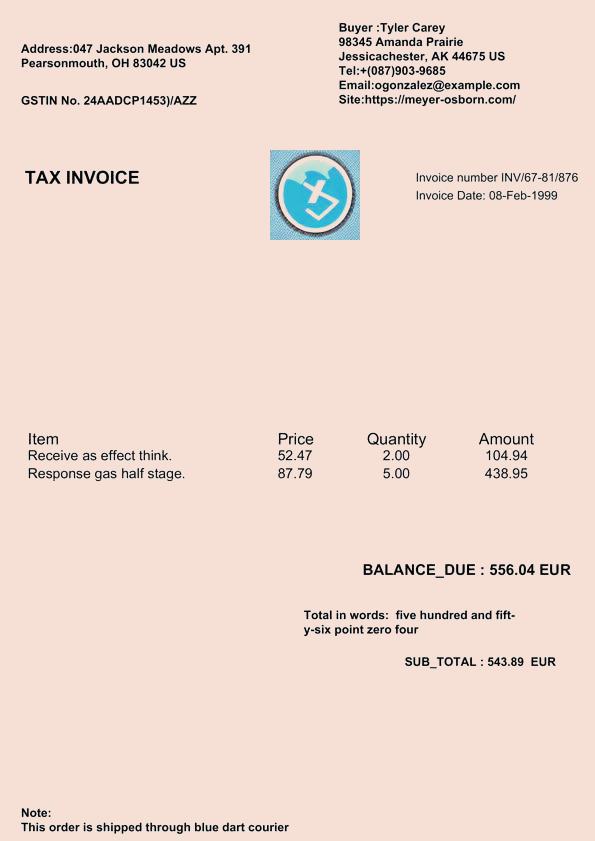 Address:047 Jackson Meadows Apt. 391
Pearsonmouth, OH 83042 US
GSTIN No. 24AADCP1453)/AZZ
Buyer :Tyler Carey
98345 Amanda Prairie
Jessicachester, AK 44675 US
Tel:+(087)903-9685
Email:ogonzalez@example.com
Site:https://meyer-osborn.com/
TAX INVOICE
Invoice number INV/67-81/876
Invoice Date: 08-Feb-1999
Item Price Quantity Amount
Receive as effect think. 52.47 2.00 104.94
Response gas half stage. 87.79 5.00 438.95
BALANCE_DUE : 556.04 EUR
Total in words:  five hundred and fift-
y-six point zero four
SUB_TOTAL : 543.89  EUR
Note:
This order is shipped through blue dart courier